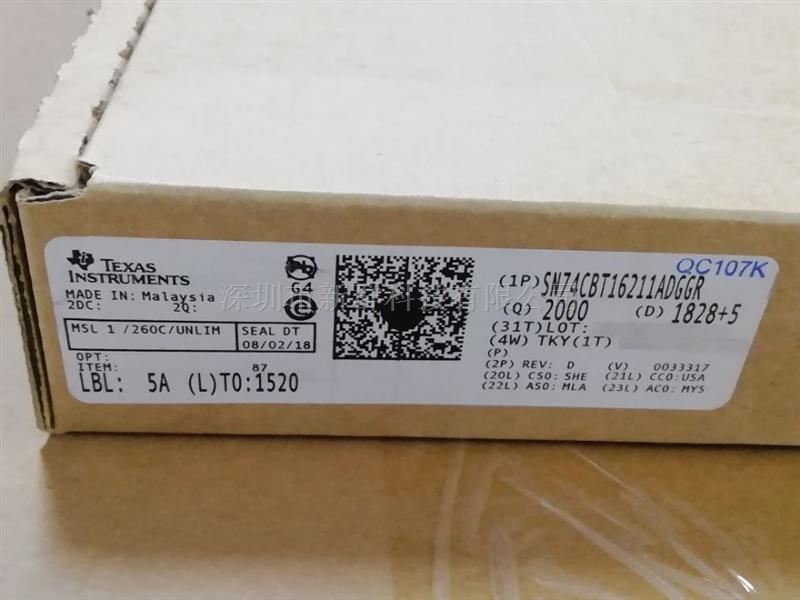 TEXAS
INSTRUMENTS
MADE IN: Malaysia
2DC: 2Q:
MSL 1 /260C/UNLIM
SEAL DT
08/02/18
OPT:
ITEM: 87
LBL: 5A (L)TO:1520
G4
QC107K
(1P)SN74CBT16211ADGGR
(Q) 2000 (D) 1828+5
(31T)LOT:
(4W) TKY(1T)
(P)
(2P) REV: D (V) 0033317
(20L) CSO: SHE (21L) CCO:USA
(22L) ASO: MLA (23L) ACO: MYS